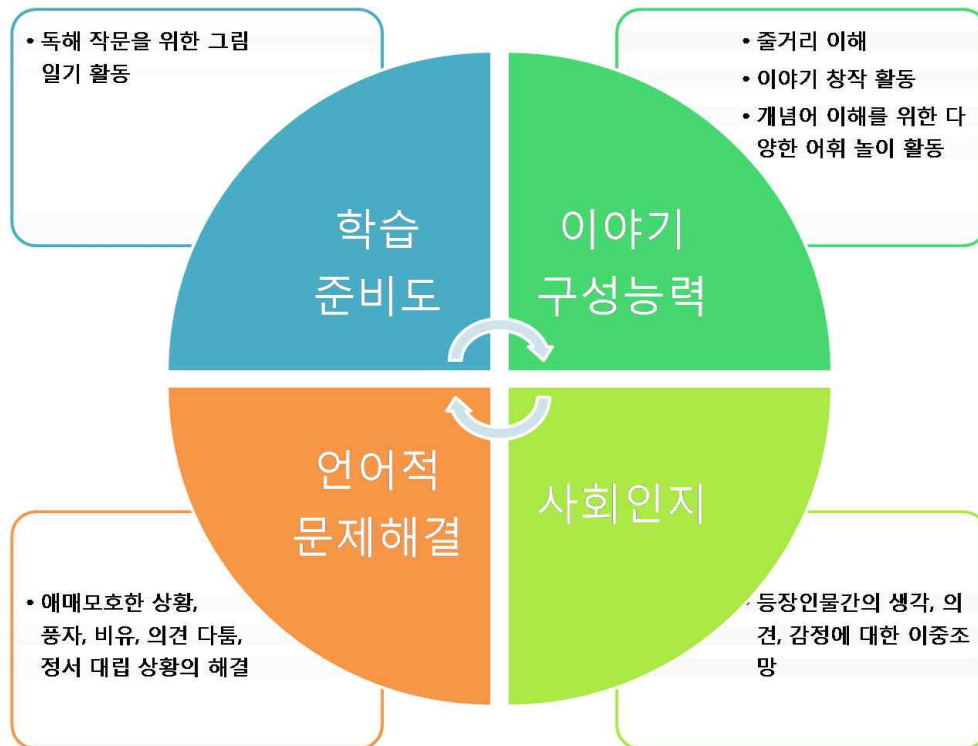 • 독해 작문을 위한 그림
일기 활동
• 줄거리 이해
• 이야기 창작 활동
• 개념어 이해를 위한 다
양한 어휘 놀이 활동
학습
준비도
이야기
구성능력
언어적
문제해결
사회인지
• 애매모호한 상황,
풍자, 비유, 의견 다툼,
정서 대립 상황의 해결
• 등장인물간의 생각, 의
견, 감정에 대한 이중조
망